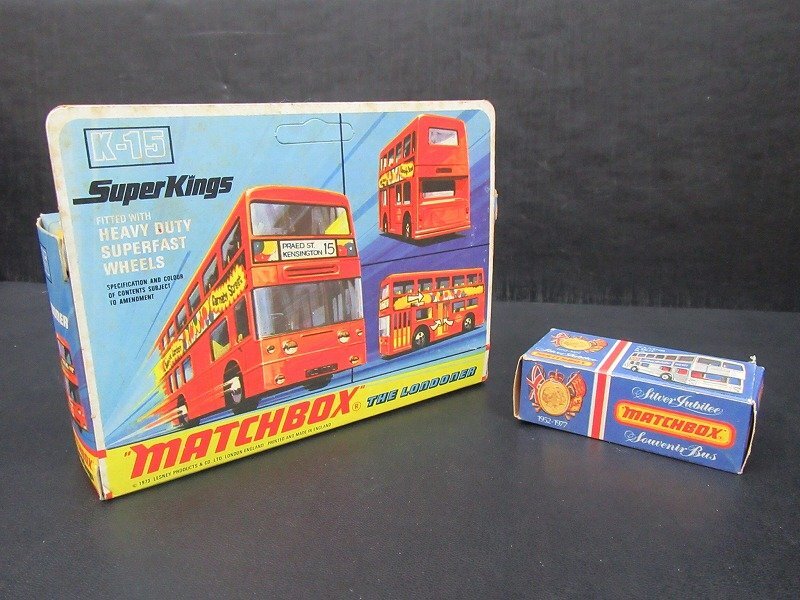 K-15
SuperKings
FITTED WITH
HEAVY DUTY
SUPERFAST
WHEELS
SPECIFICATION AND COLOUR
OF CONTENTS SUBJECT
TO AMENDMENT
PRAED ST.
KENSINGTON 15
Carnaby Street
"MATCHBOX"® THE LONDONER
© 1973 LESNEY PRODUCTS & CO. LTD. LONDON ENGLAND PRINTED AND MADE IN ENGLAND
1952-1977
Silver Jubilee
"MATCHBOX"
Souvenir Bus